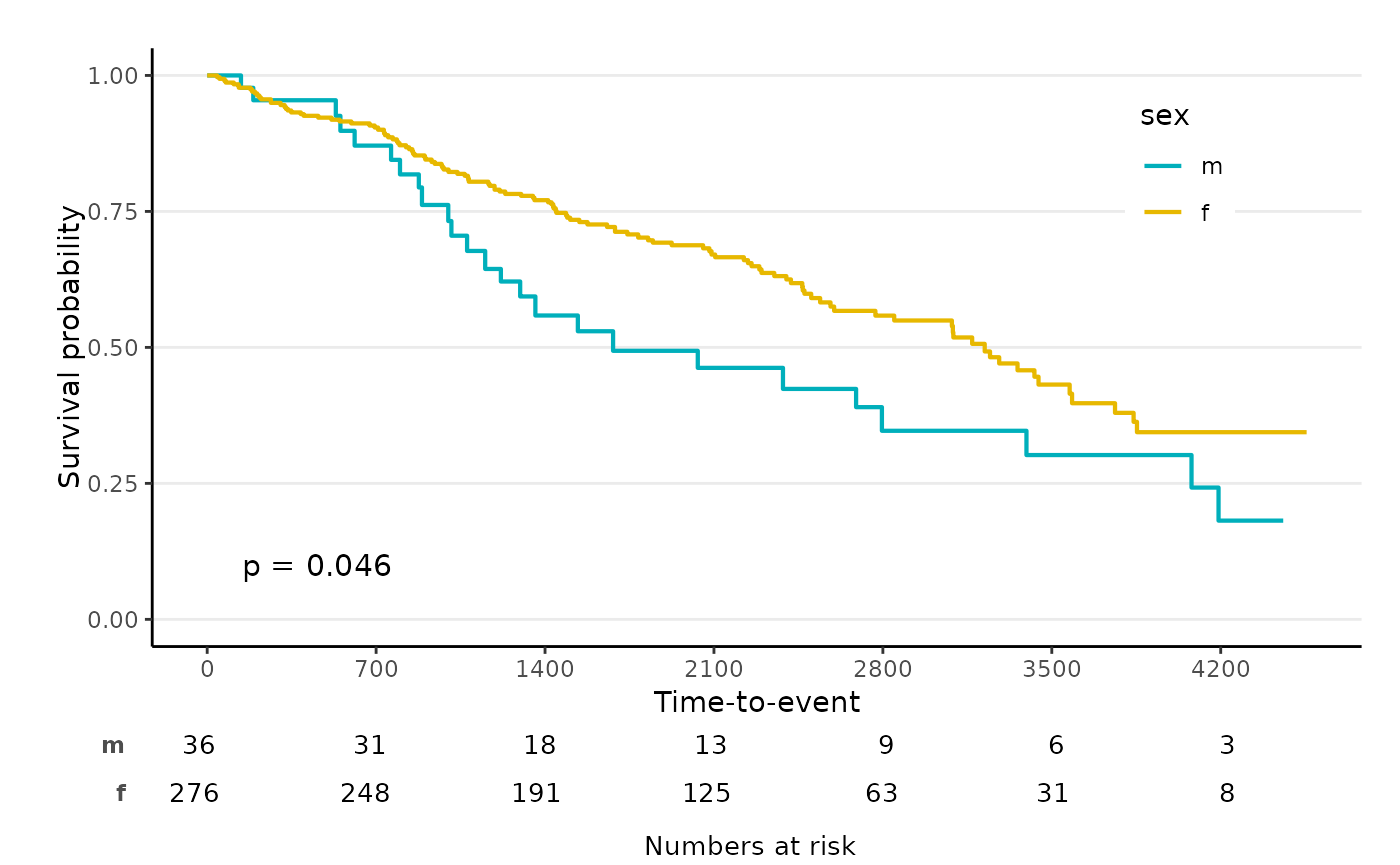 1.00
0.75
0.50
0.25
0.00
Survival probability
sex
m
f
p = 0.046
0 700 1400 2100 2800 3500 4200
Time-to-event
m 36 31 18 13 9 6 3
f 276 248 191 125 63 31 8
Numbers at risk